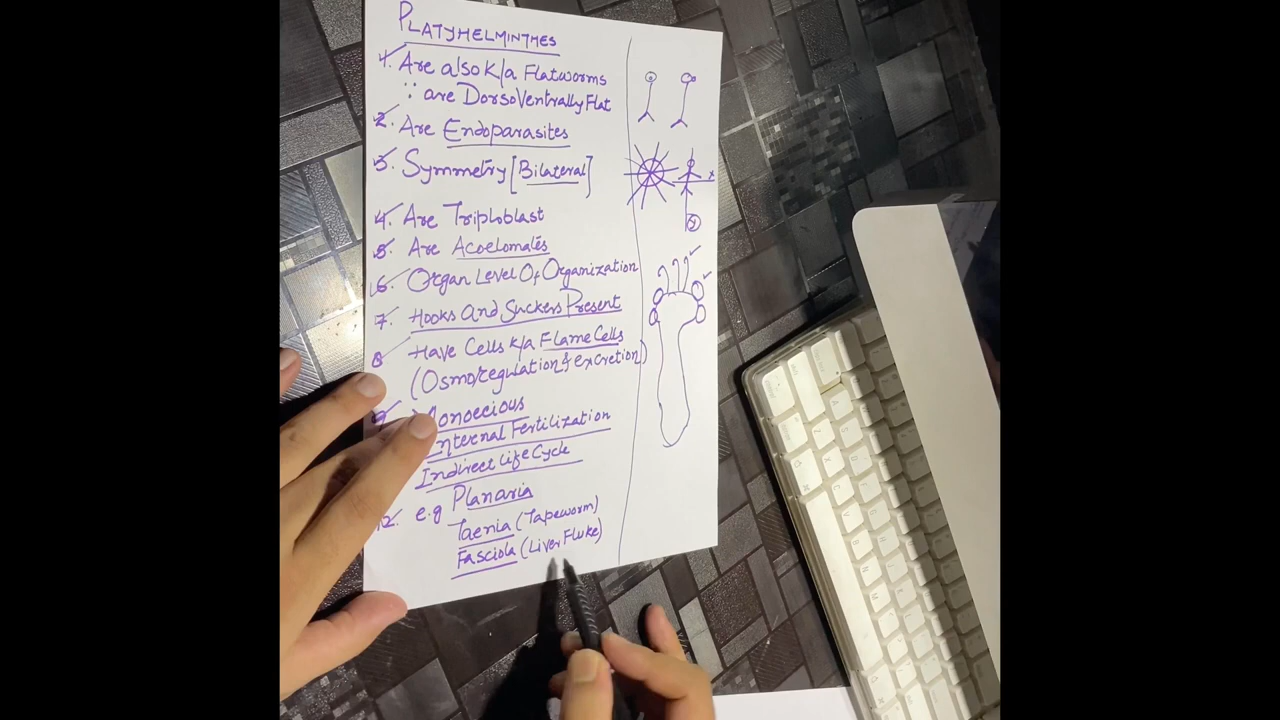 PLATYHELMINTHES
1. Are also K/a Flatworms
∵ are DorsoVentrally Flat
2. Are Endoparasites
3. Symmetry [Bilateral]
4. Are Triploblast
5. Are Acoelomates
6. Organ Level Of Organization
7. Hooks And Suckers Present
8 Have Cells k/a Flame Cells
(Osmoregulation & excretion)
9. Monoecious
Internal Fertilization
Indirect Life Cycle
12. e.g Planaria
Taenia (Tapeworm)
Fasciola (Liver Fluke)